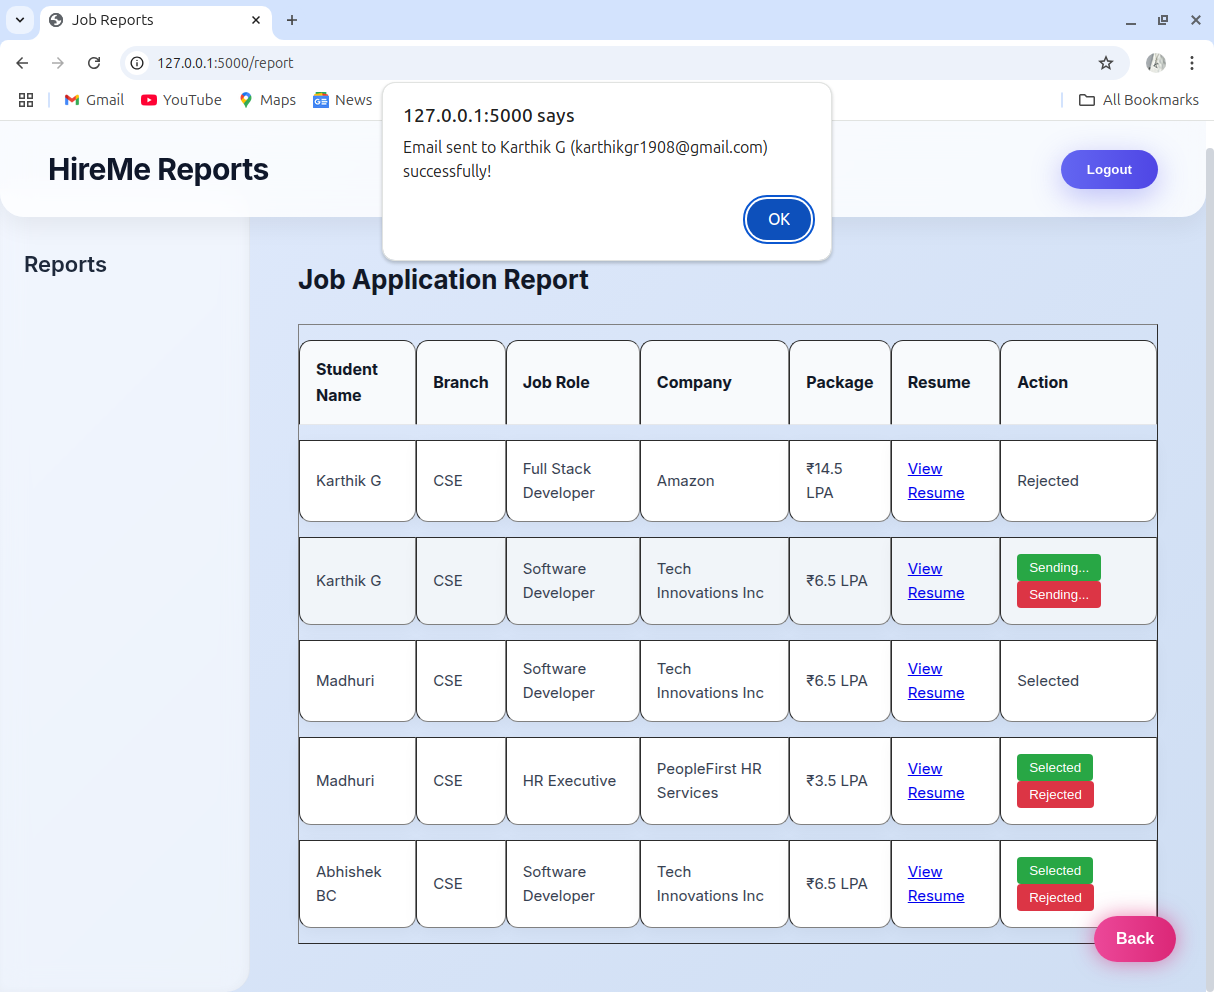 Job Reports
127.0.0.1:5000/report
Gmail
YouTube
Maps
News
All Bookmarks
127.0.0.1:5000 says
Email sent to Karthik G (karthikgr1908@gmail.com)
successfully!
OK
HireMe Reports
Logout
Reports
Job Application Report
Student
Name
Branch
Job Role
Company
Package
Resume
Action
Karthik G
CSE
Full Stack
Developer
Amazon
₹14.5
LPA
View
Resume
Rejected
Karthik G
CSE
Software
Developer
Tech
Innovations Inc
₹6.5 LPA
View
Resume
Sending...
Sending...
Madhuri
CSE
Software
Developer
Tech
Innovations Inc
₹6.5 LPA
View
Resume
Selected
Madhuri
CSE
HR Executive
PeopleFirst HR
Services
₹3.5 LPA
View
Resume
Selected
Rejected
Abhishek
BC
CSE
Software
Developer
Tech
Innovations Inc
₹6.5 LPA
View
Resume
Selected
Rejected
Back